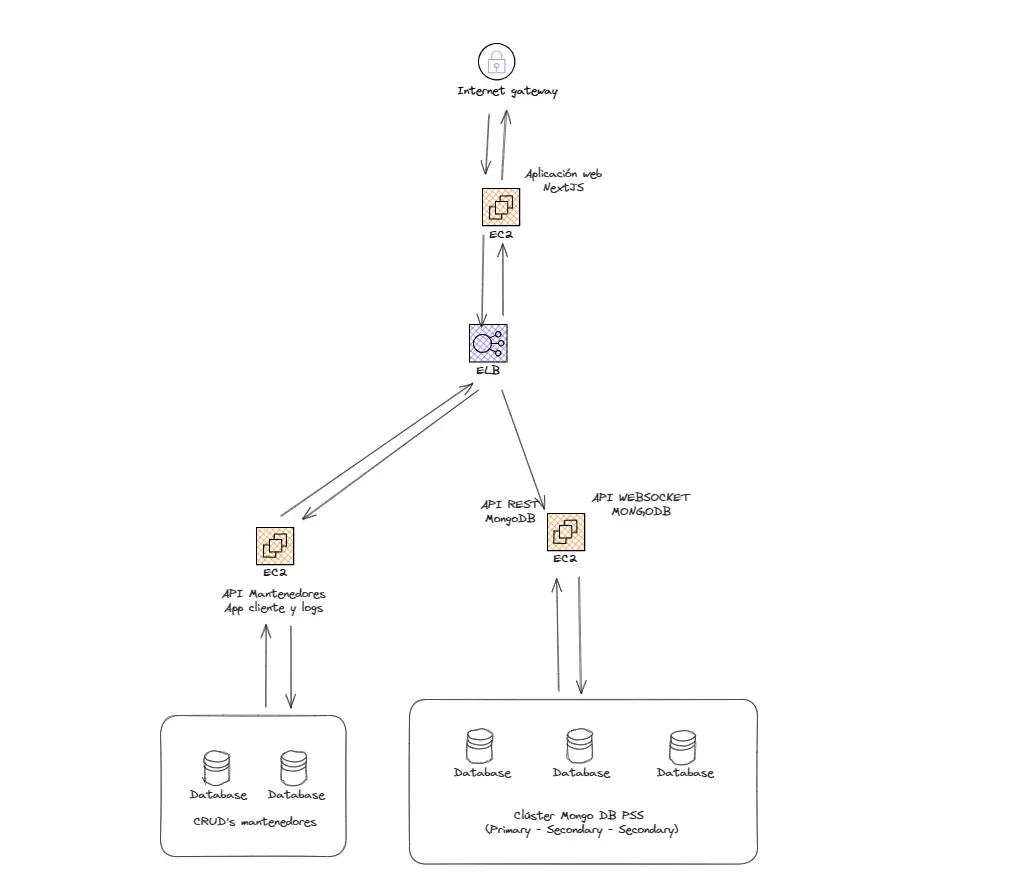 Internet gateway
Aplicación web
NextJS
EC2
ELB
API REST
MongoDB
API WEBSOCKET
MONGODB
EC2
EC2
API Mantenedores
App cliente y logs
Database
Database
CRUD's mantenedores
Database
Database
Database
Clúster Mongo DB PSS
(Primary - Secondary - Secondary)